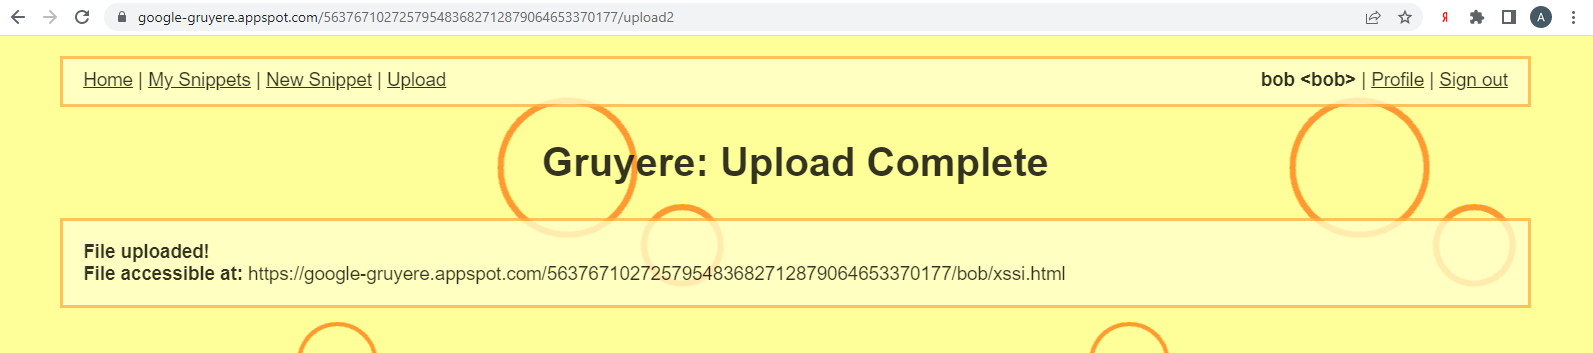 google-gruyere.appspot.com/563767102725795483682712879064653370177/upload2
Я
A
Home | My Snippets | New Snippet | Upload
bob <bob> | Profile | Sign out
Gruyere: Upload Complete
File uploaded!
File accessible at: https://google-gruyere.appspot.com/563767102725795483682712879064653370177/bob/xssi.html